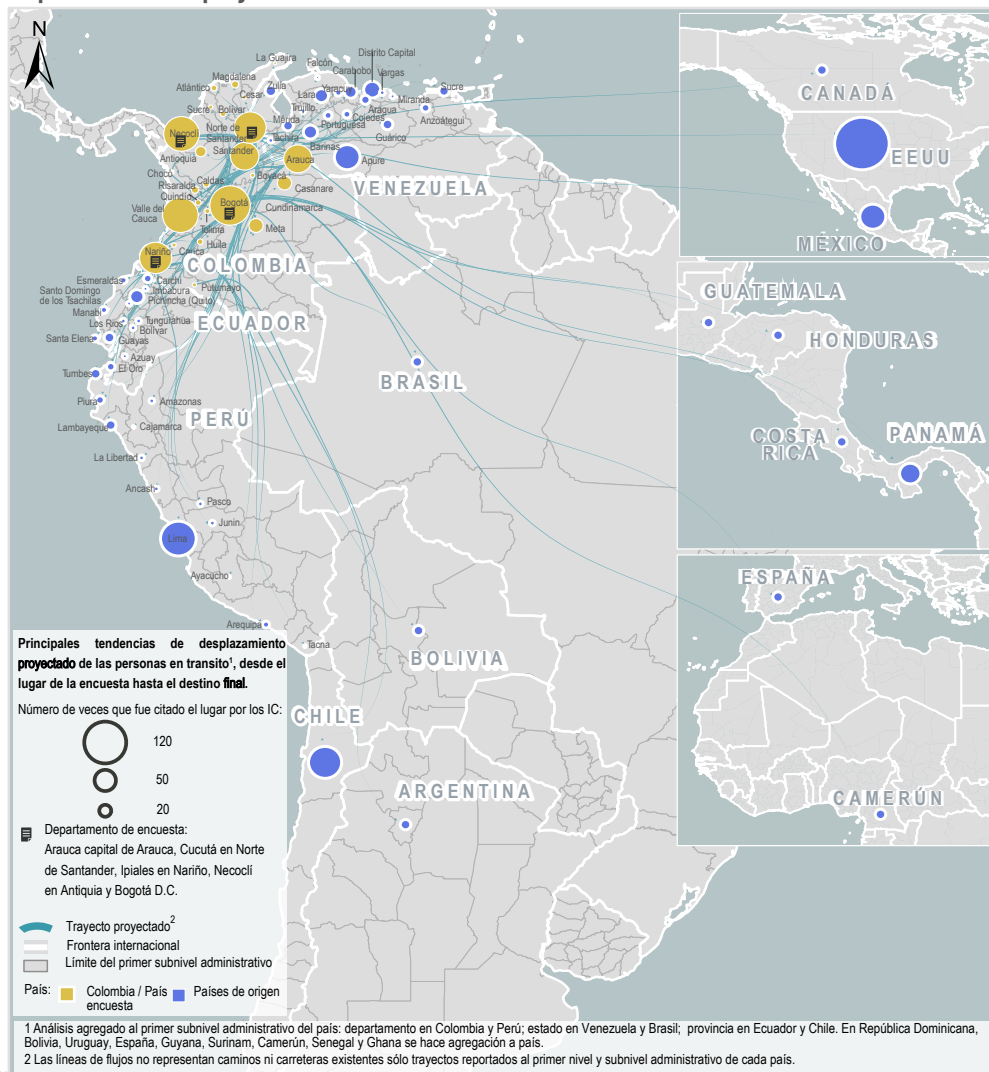 N
La Guajira
Falcón
Distrito Capital
Magdalena
Carabobo
Vargas
Atlántico
Cesar
Zulia
Lara
Yaracuy
Sucre
Aragua
Miranda
Sucre
Bolívar
Trujillo
Cojedes
Anzoátegui
Mérida
Portuguesa
Guárico
Necoclí
Norte de
Santander
Táchira
Barinas
Antioquia
Santander
Arauca
Apure
Chocó
Boyacá
VENEZUELA
Risaralda
Caldas
Casanare
Quindío
Bogotá
Valle del
Cauca
Cundinamarca
Tolima
Meta
Nariño
Cauca
Huila
COLOMBIA
Esmeraldas
Carchi
Imbabura
Putumayo
Santo Domingo
de los Tsachilas
Pichincha (Quito)
Manabí
Los Ríos
Tungurahua
ECUADOR
Bolívar
Santa Elena
Guayas
Azuay
El Oro
Tumbes
BRASIL
Piura
Amazonas
PERÚ
Lambayeque
Cajamarca
La Libertad
Ancash
Pasco
Junin
Lima
Ayacucho
Arequipa
Tacna
BOLIVIA
CHILE
ARGENTINA
CANADÁ
EEUU
MÉXICO
GUATEMALA
HONDURAS
COSTA
RICA
PANAMÁ
ESPAÑA
CAMERÚN
Principales tendencias de desplazamiento
proyectado de las personas en transito1, desde el
lugar de la encuesta hasta el destino final.
Número de veces que fue citado el lugar por los IC:
120
50
20
Departamento de encuesta:
Arauca capital de Arauca, Cucutá en Norte
de Santander, Ipiales en Nariño, Necoclí
en Antiquia y Bogotá D.C.
Trayecto proyectado2
Frontera internacional
Límite del primer subnivel administrativo
País:
Colombia / País
encuesta
Países de origen
1 Análisis agregado al primer subnivel administrativo del país: departamento en Colombia y Perú; estado en Venezuela y Brasil; provincia en Ecuador y Chile. En República Dominicana,
Bolivia, Uruguay, España, Guyana, Surinam, Camerún, Senegal y Ghana se hace agregación a país.
2 Las líneas de flujos no representan caminos ni carreteras existentes sólo trayectos reportados al primer nivel y subnivel administrativo de cada país.